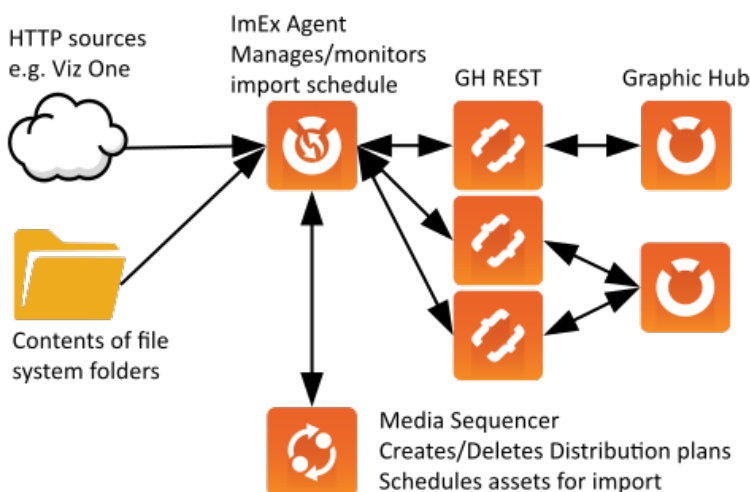 HTTP sources
e.g. Viz One
ImEx Agent
Manages/monitors
import schedule
GH REST
Graphic Hub
Contents of file
system folders
Media Sequencer
Creates/Deletes Distribution plans
Schedules assets for import